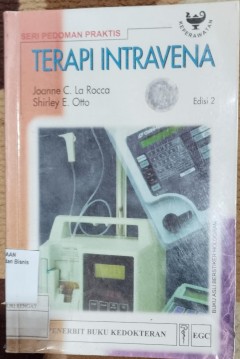 SERI PEDOMAN PRAKTIS
KEPERAWATAN
TERAPI INTRAVENA
Joanne C. La Rocca
Shirley E. Otto
Edisi 2
PENERBIT BUKU KEDOKTERAN
EGC